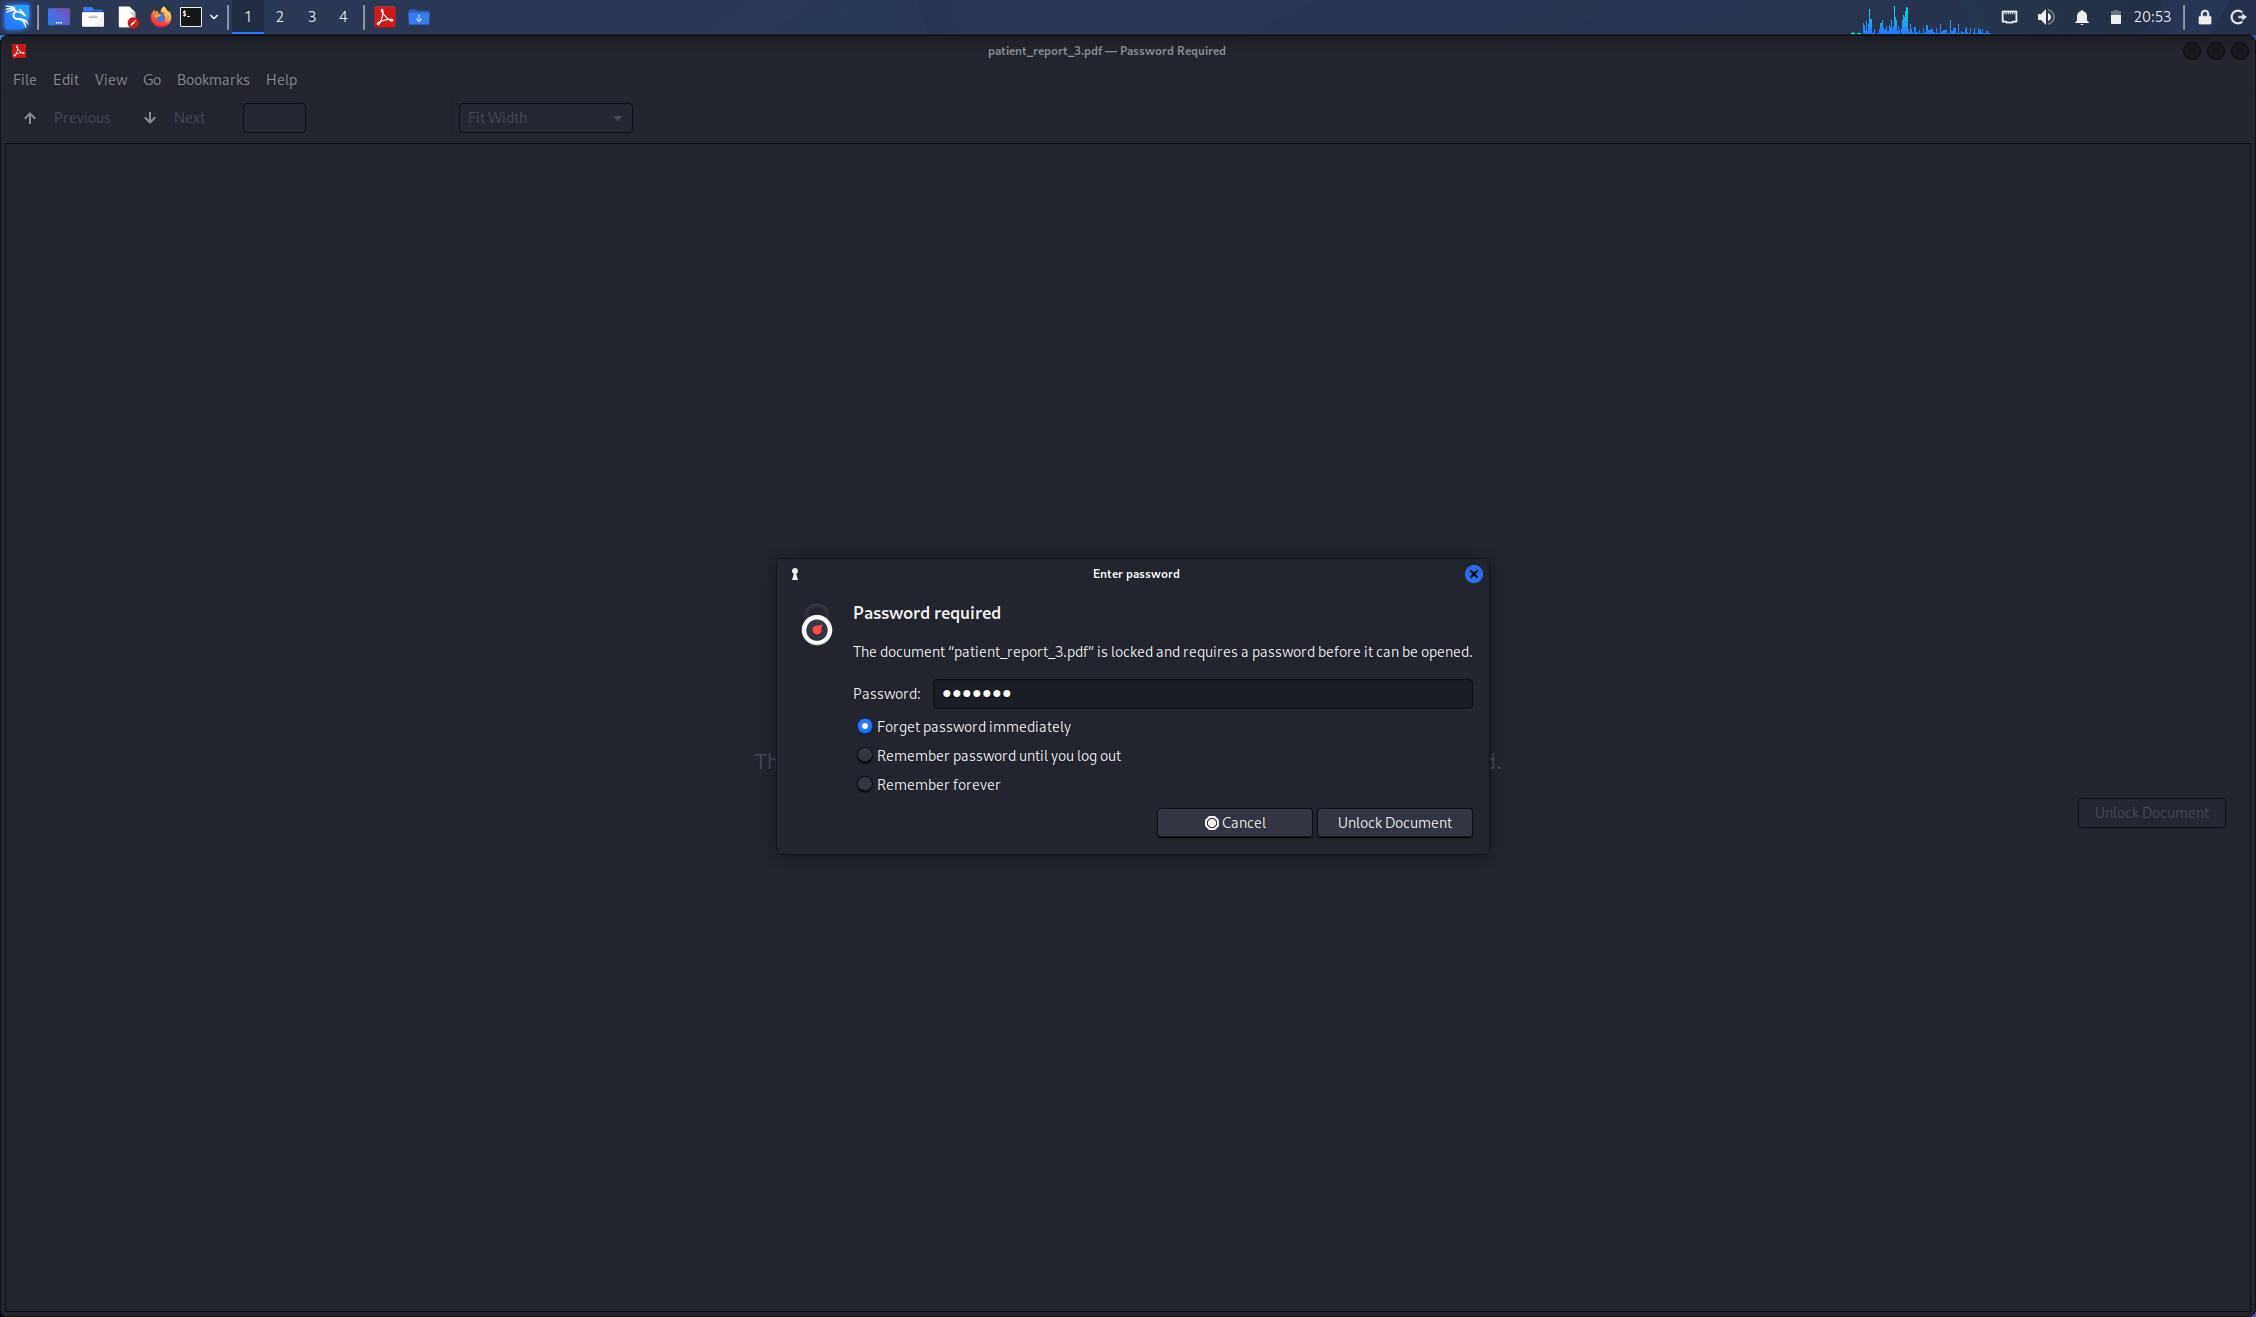 1 2 3 4 20:53
patient_report_3.pdf — Password Required
File Edit View Go Bookmarks Help
Previous Next Fit Width
Enter password
Password required
The document “patient_report_3.pdf” is locked and requires a password before it can be opened.
Password: ●●●●●●●
Forget password immediately
Remember password until you log out
Th d.
Remember forever
Unlock Document
Cancel Unlock Document